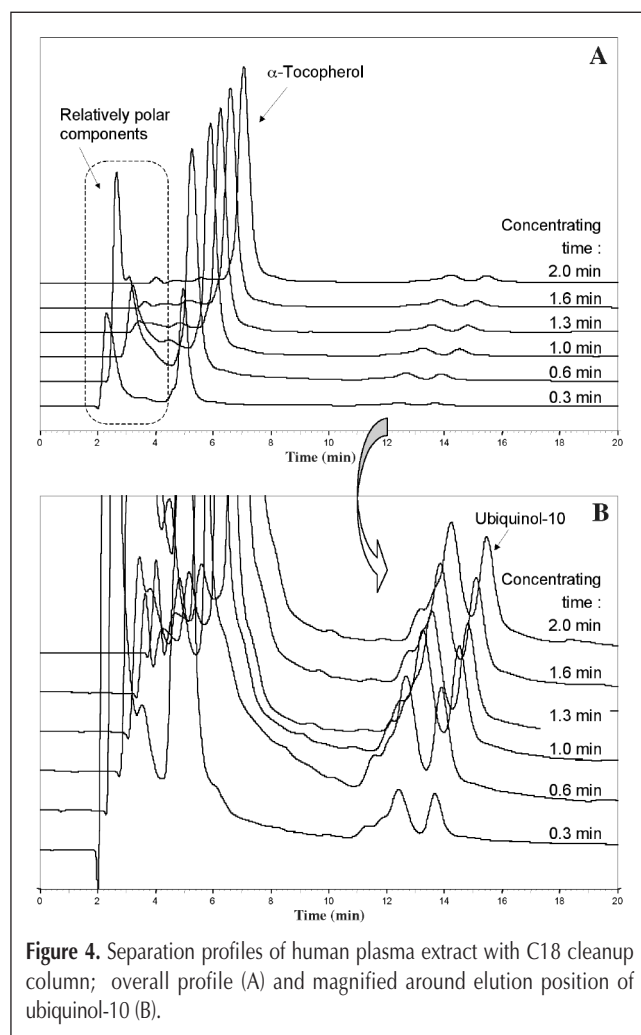 A
α-Tocopherol
Relatively polar
components
Concentrating
time :
2.0 min
1.6 min
1.3 min
1.0 min
0.6 min
0.3 min
0 2 4 6 8 10 12 14 16 18 20
Time (min)
B
Ubiquinol-10
Concentrating
time :
2.0 min
1.6 min
1.3 min
1.0 min
0.6 min
0.3 min
0 2 4 6 8 10 12 14 16 18 20
Time (min)
Figure 4. Separation profiles of human plasma extract with C18 cleanup
column; overall profile (A) and magnified around elution position of
ubiquinol-10 (B).